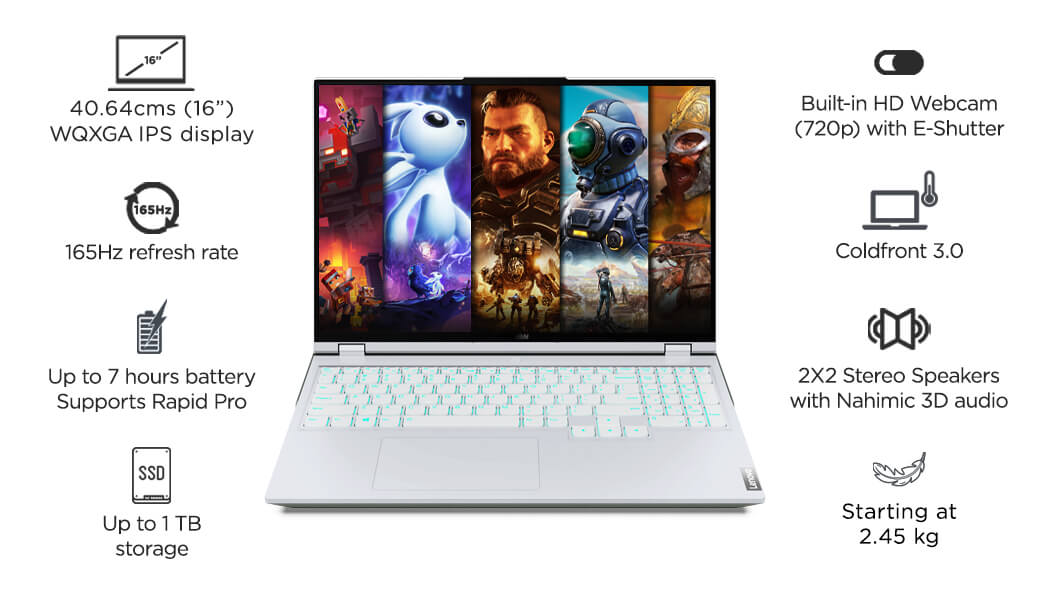 16”
40.64cms (16”)
WQXGA IPS display
165Hz
165Hz refresh rate
Up to 7 hours battery
Supports Rapid Pro
SSD
Up to 1 TB
storage
Lenovo
Built-in HD Webcam
(720p) with E-Shutter
Coldfront 3.0
2X2 Stereo Speakers
with Nahimic 3D audio
Starting at
2.45 kg